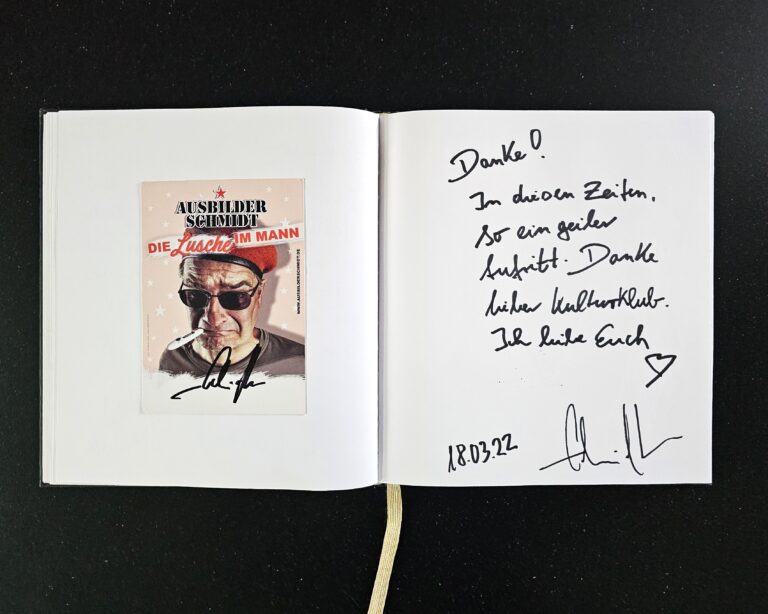 AUSBILDER
SCHMIDT
DIE Lusche IM MANN
WWW.AUSBILDERSCHMIDT.DE
Danke!
In diesen Zeiten.
So ein geiler
Auftritt. Danke
lieber Kulturklub.
Ich liebe Euch
18.03.22